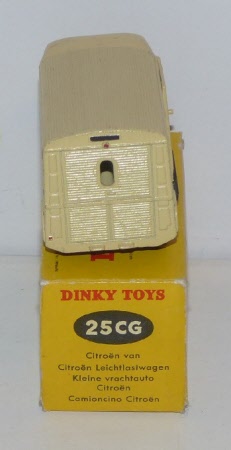 DINKY TOYS
25CG
Citroën van
Citroën Leichtlastwagen
Kleine vrachtauto
Citroën
Camioncino Citroën